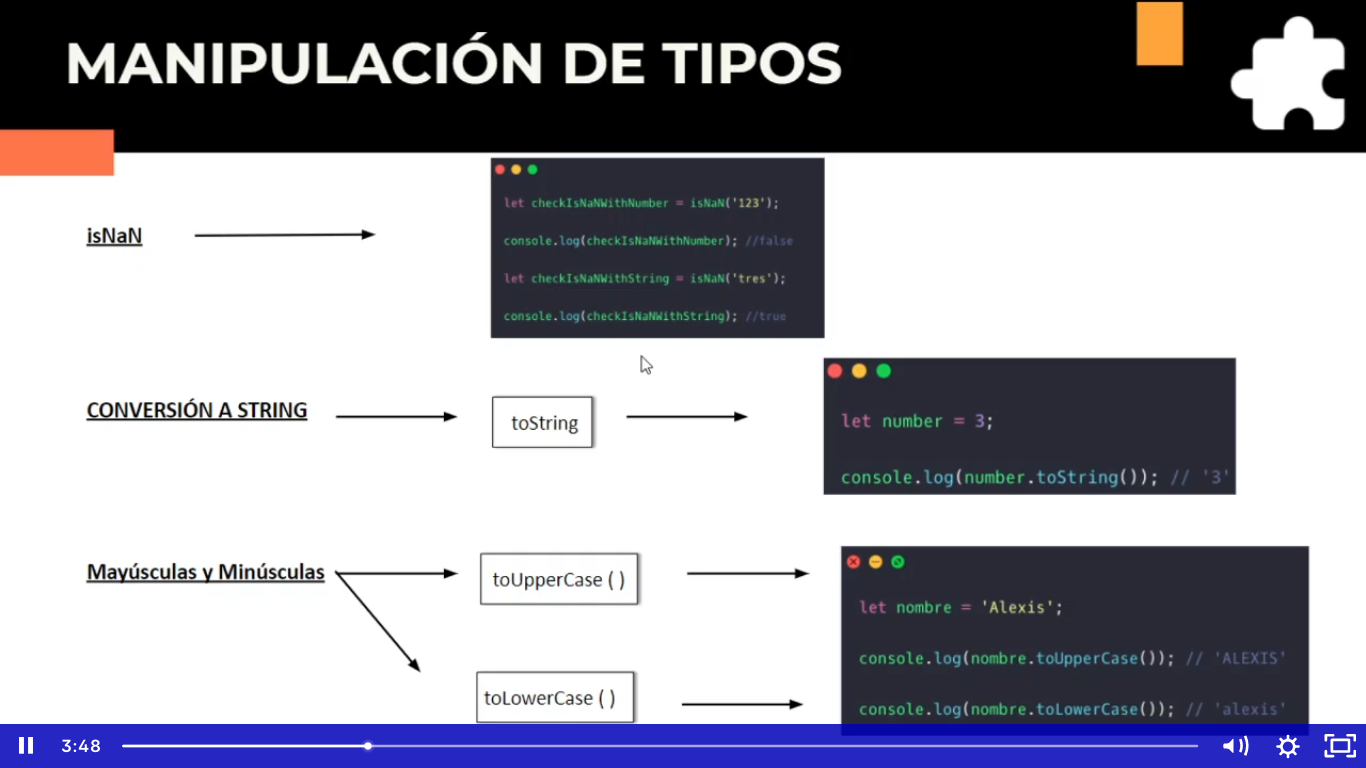 MANIPULACIÓN DE TIPOS
isNaN
let checkIsNaNWithNumber = isNaN('123');
console.log(checkIsNaNWithNumber); //false
let checkIsNaNWithString = isNaN('tres');
console.log(checkIsNaNWithString); //true
CONVERSIÓN A STRING
toString
let number = 3;
console.log(number.toString()); // '3'
Mayúsculas y Minúsculas
toUpperCase ( )
toLowerCase ( )
let nombre = 'Alexis';
console.log(nombre.toUpperCase()); // 'ALEXIS'
console.log(nombre.toLowerCase()); // 'alexis'
3:48